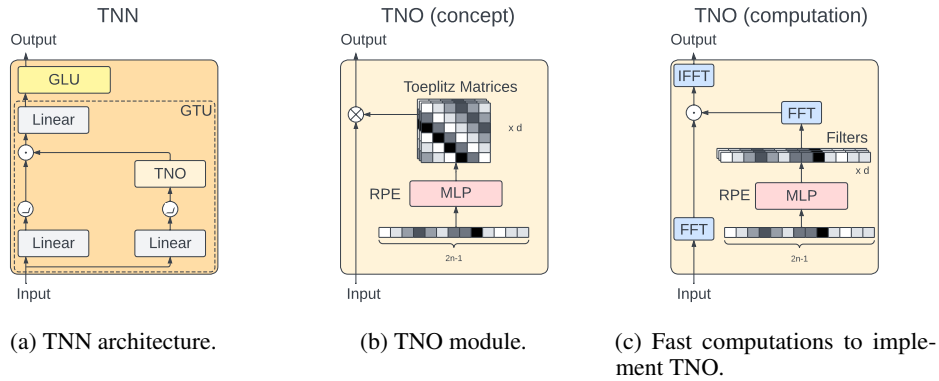 TNN
Output
GLU
GTU
Linear
TNO
Linear
Linear
Input
(a) TNN architecture.
TNO (concept)
Output
Toeplitz Matrices
x d
RPE
MLP
2n-1
Input
(b) TNO module.
TNO (computation)
Output
IFFT
FFT
Filters
x d
RPE
MLP
FFT
2n-1
Input
(c) Fast computations to imple-
ment TNO.